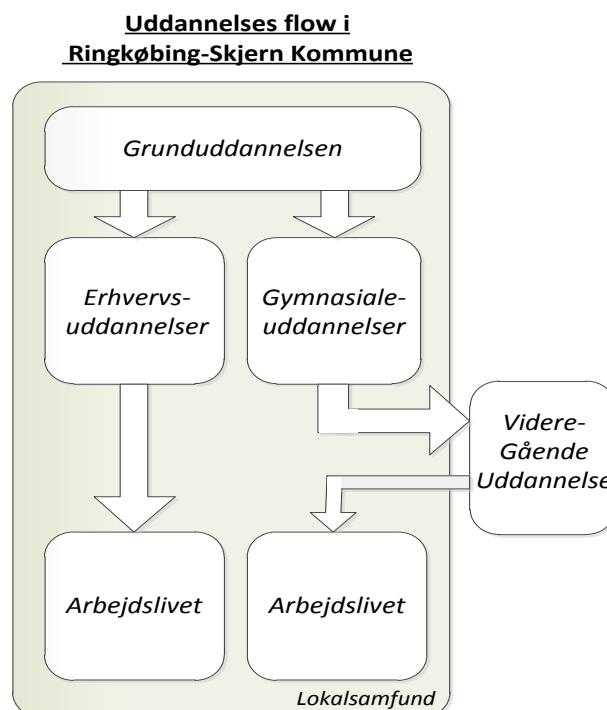 Uddannelses flow i
Ringkøbing-Skjern Kommune
Grunduddannelsen
Erhvervs-
uddannelser
Gymnasiale-
uddannelser
Videre-
Gående
Uddannelse
Arbejdslivet
Arbejdslivet
Lokalsamfund